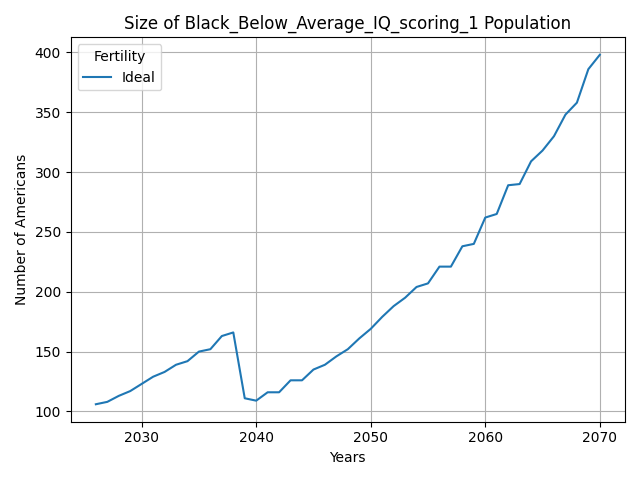 Size of Black_Below_Average_IQ_scoring_1 Population
Fertility
Ideal
Number of Americans
400
350
300
250
200
150
100
2030
2040
2050
2060
2070
Years